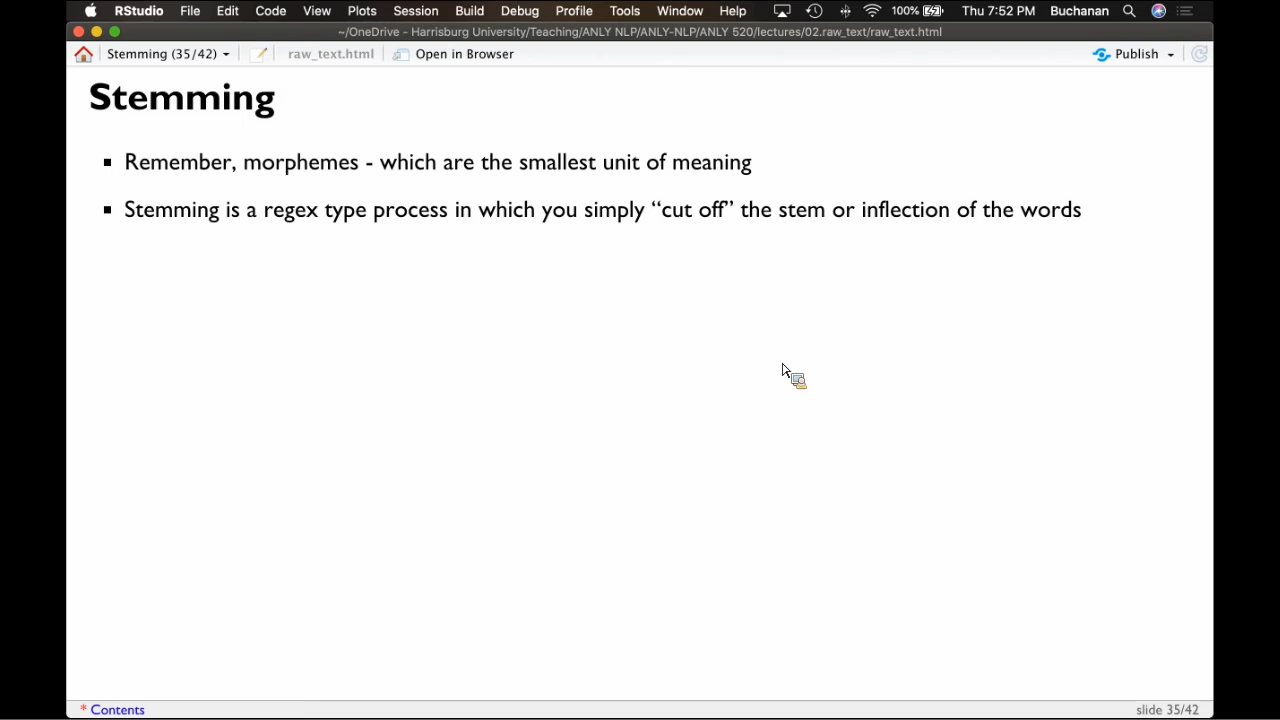 RStudio File Edit Code View Plots Session Build Debug Profile Tools Window Help 100% Thu 7:52 PM Buchanan
~/OneDrive - Harrisburg University/Teaching/ANLY NLP/ANLY-NLP/ANLY 520/lectures/02.raw_text/raw_text.html
Stemming (35/42) raw_text.html Open in Browser Publish
Stemming
Remember, morphemes - which are the smallest unit of meaning
Stemming is a regex type process in which you simply “cut off” the stem or inflection of the words
* Contents slide 35/42